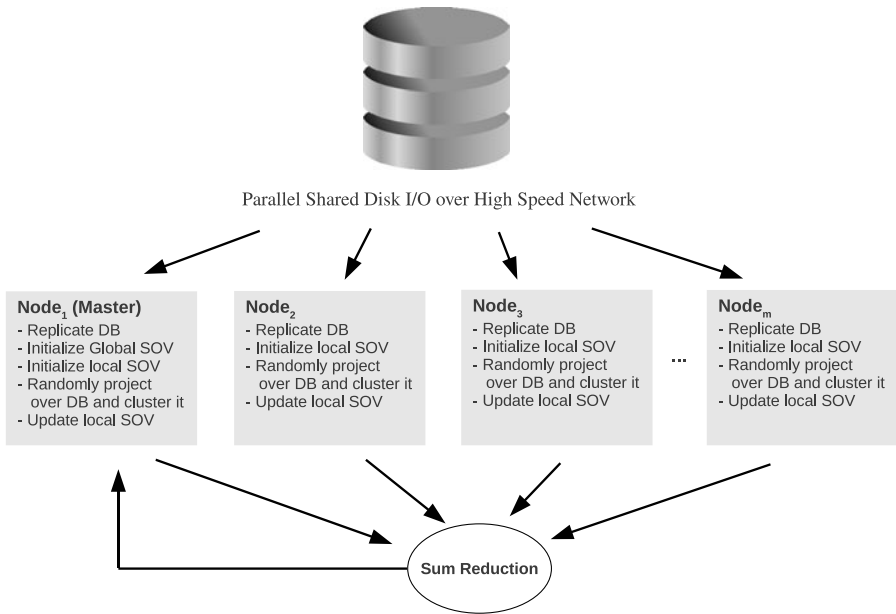 Parallel Shared Disk I/O over High Speed Network
Node1 (Master)
- Replicate DB
- Initialize Global SOV
- Initialize local SOV
- Randomly project
over DB and cluster it
- Update local SOV
Node2
- Replicate DB
- Initialize local SOV
- Randomly project
over DB and cluster it
- Update local SOV
Node3
- Replicate DB
- Initialize local SOV
- Randomly project
over DB and cluster it
- Update local SOV
...
Nodem
- Replicate DB
- Initialize local SOV
- Randomly project
over DB and cluster it
- Update local SOV
Sum Reduction